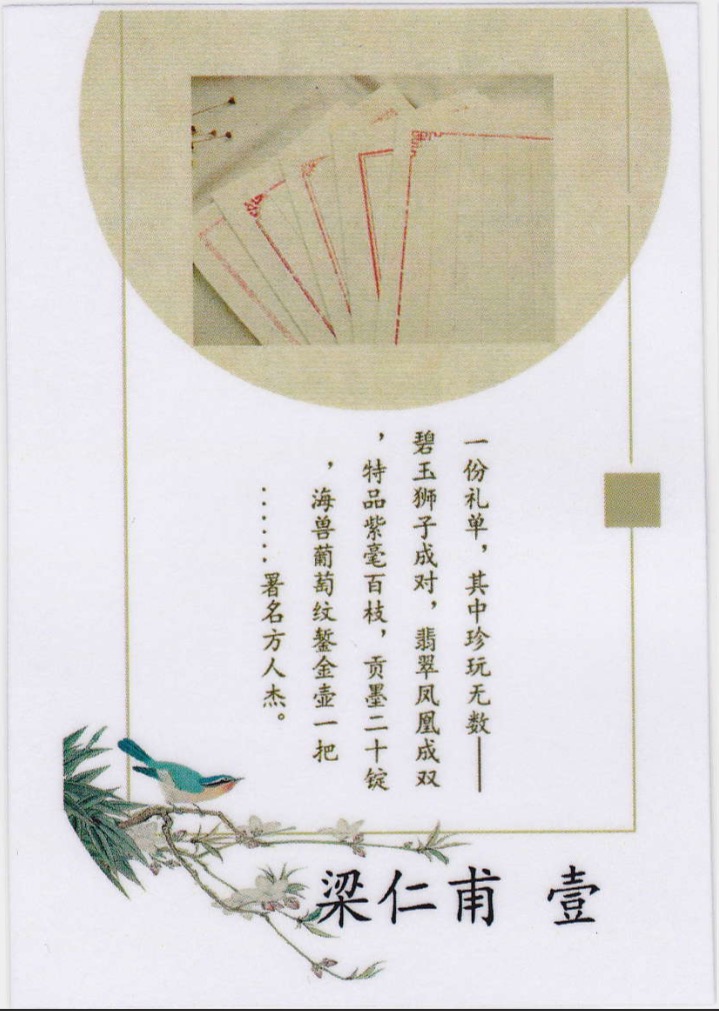 一份礼单，其中珍玩无数——
碧玉狮子成对，翡翠凤凰成双
，特品紫毫百枝，贡墨二十锭
，海兽葡萄纹錾金壶一把
……．署名方人杰。
梁仁甫 壹